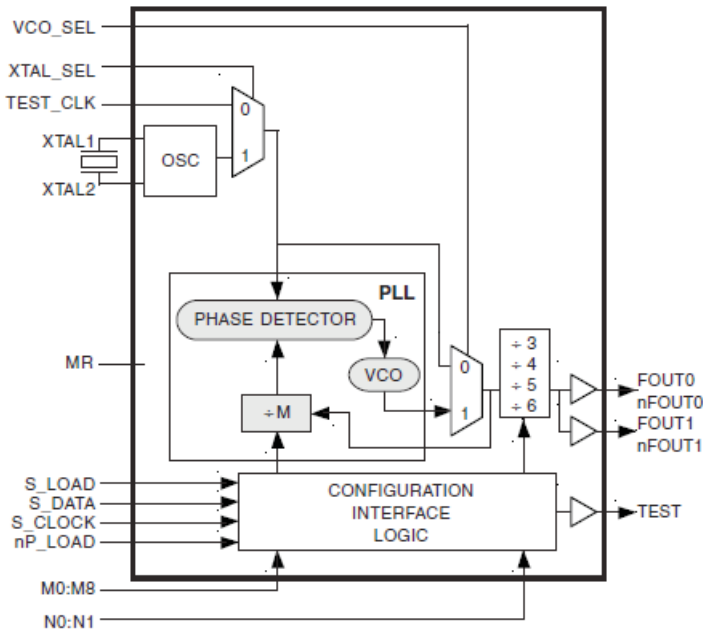 VCO_SEL
XTAL_SEL
TEST_CLK
0
XTAL1
OSC
1
XTAL2
PLL
PHASE DETECTOR
÷ 3
÷ 4
÷ 5
÷ 6
MR
VCO
0
1
FOUT0
nFOUT0
FOUT1
nFOUT1
÷M
S_LOAD
S_DATA
S_CLOCK
nP_LOAD
CONFIGURATION
INTERFACE
LOGIC
TEST
M0:M8
N0:N1